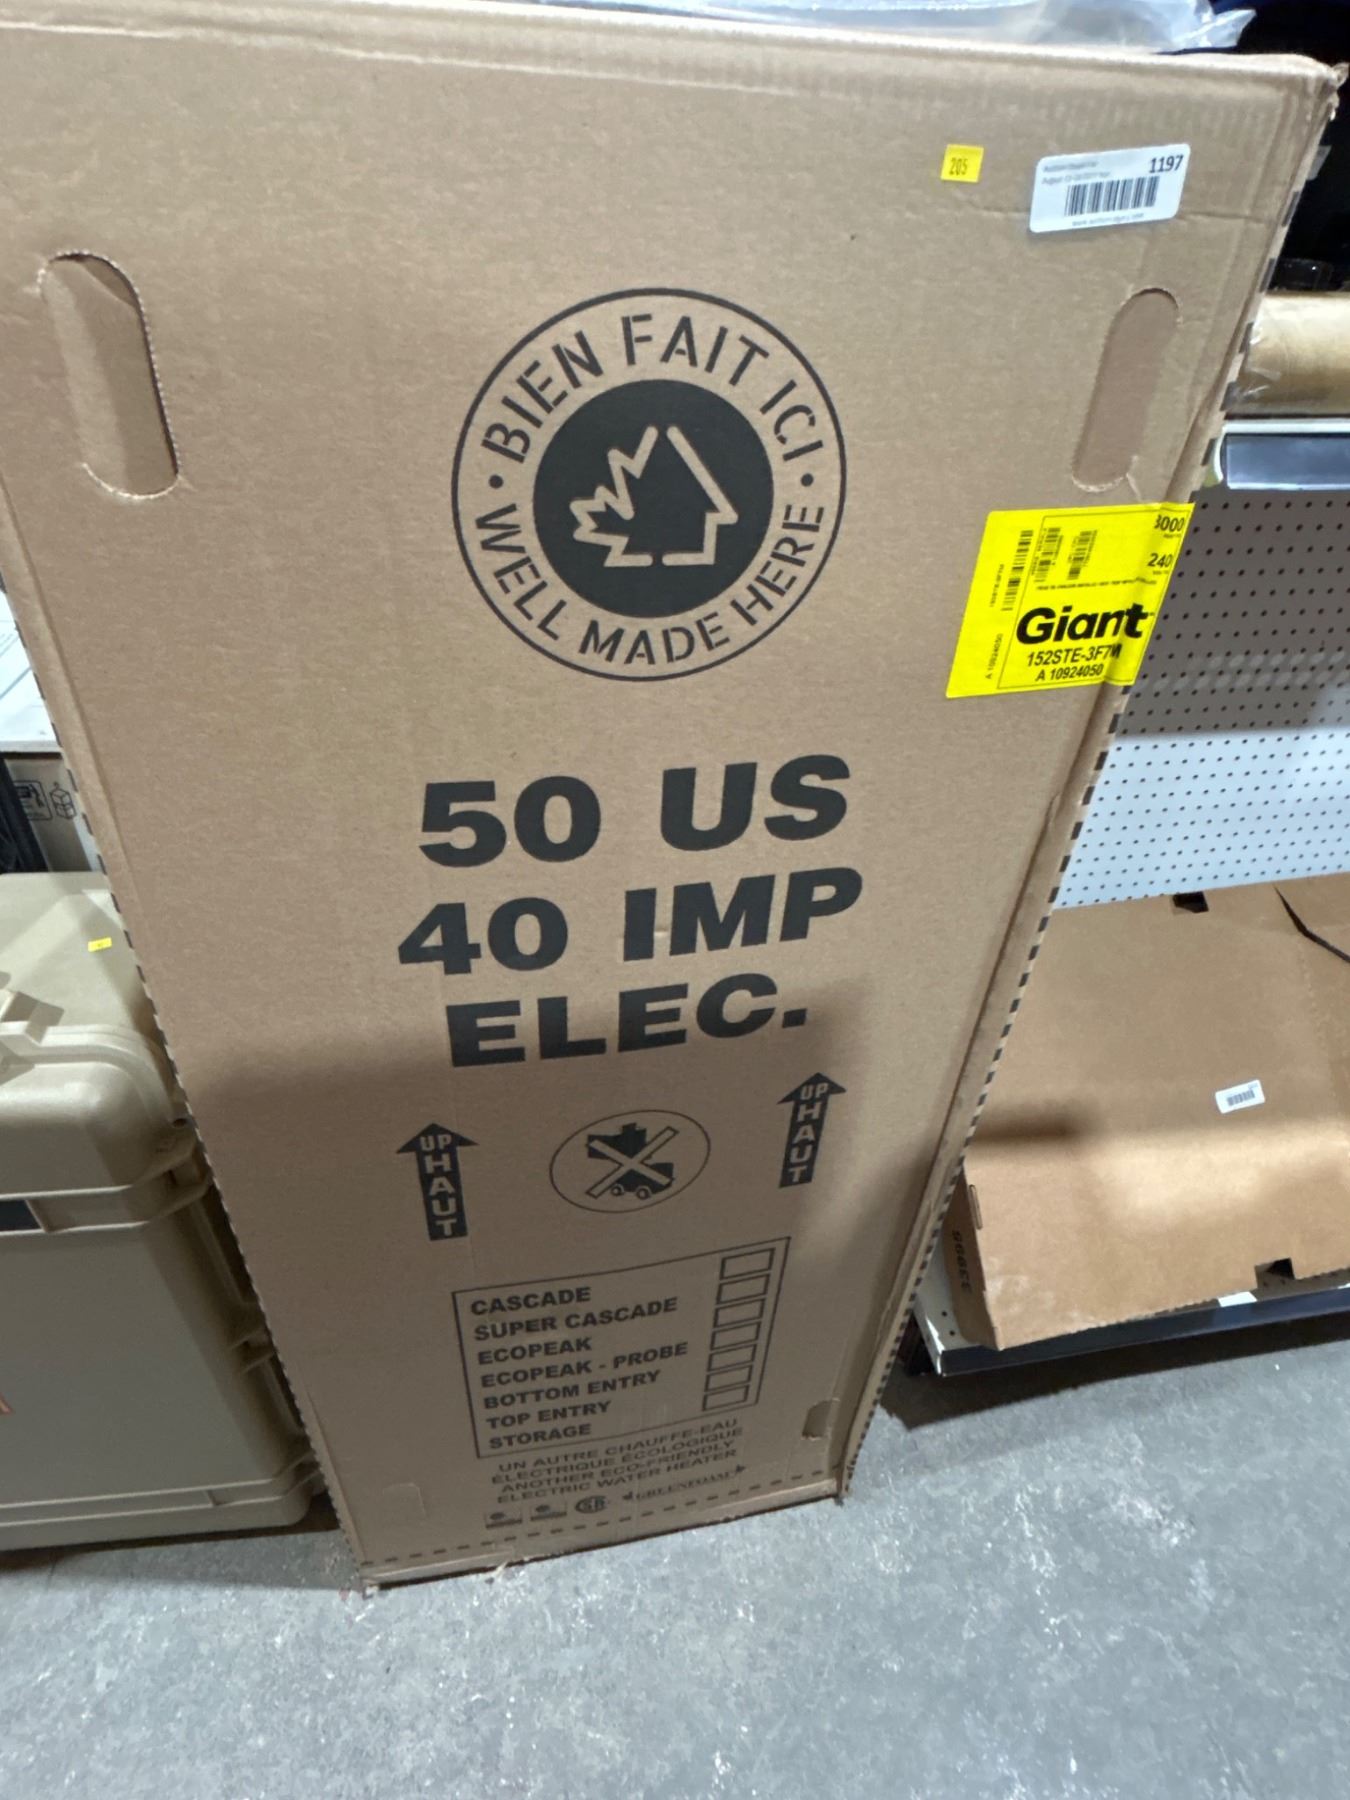 205
1197
BIEN FAIT ICI
WELL MADE HERE
3000
240
Giant
152STE-3F7M
A 10924050
A 10924050
50 US
40 IMP
ELEC.
UP
HAUT
UP
HAUT
CASCADE
SUPER CASCADE
ECOPEAK
ECOPEAK - PROBE
BOTTOM ENTRY
TOP ENTRY
STORAGE
UN AUTRE CHAUFFE-EAU
ÉLECTRIQUE ÉCOLOGIQUE
ANOTHER ECO-FRIENDLY
ELECTRIC WATER HEATER
GREENFOAM